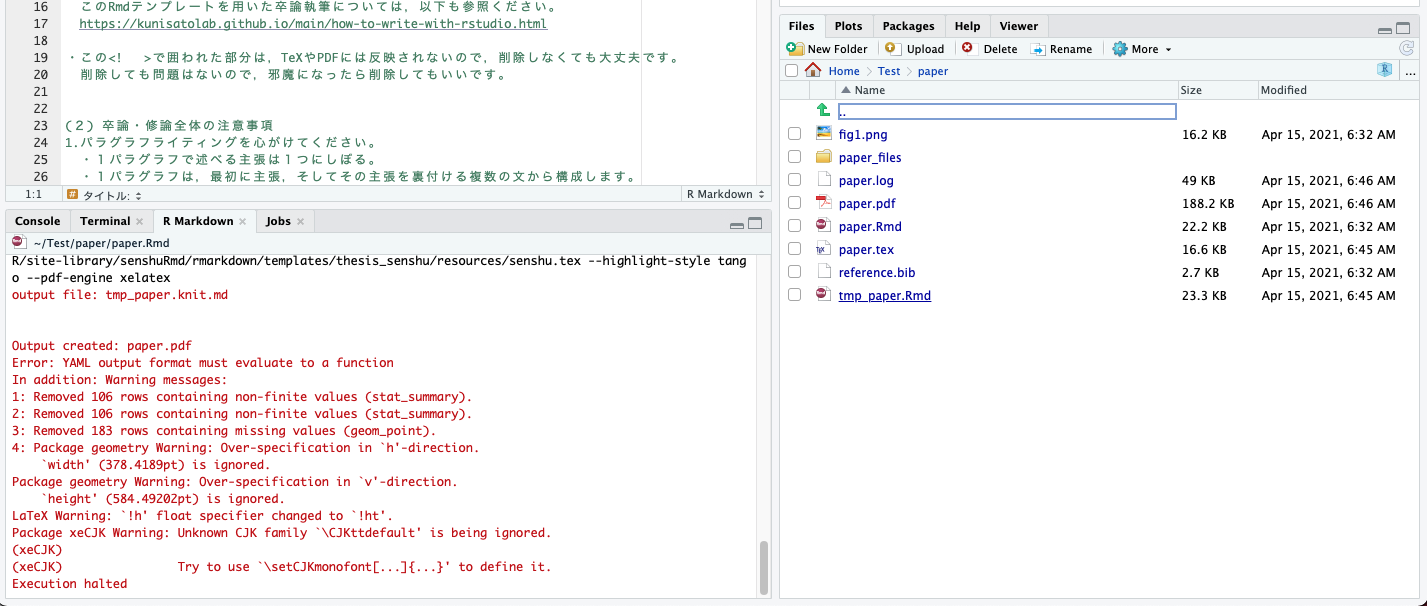 16 このRmdテンプレートを用いた卒論執筆については，以下も参照ください。
17 https://kunisatolab.github.io/main/how-to-write-with-rstudio.html
18
19 ・この<!   >で囲われた部分は，TeXやPDFには反映されないので，削除しなくても大丈夫です。
20 削除しても問題はないので，邪魔になったら削除してもいいです。
21
22
23 (２) 卒論・修論全体の注意事項
24 1.パラグラフライティングを心がけてください。
25 ・１パラグラフで述べる主張は１つにしぼる。
26 ・１パラグラフは，最初に主張，そしてその主張を裏付ける複数の文から構成します。
1:1 # タイトル: R Markdown
Console Terminal R Markdown Jobs
~/Test/paper/paper.Rmd
R/site-library/senshuRmd/rmarkdown/templates/thesis_senshu/resources/senshu.tex --highlight-style tang
o --pdf-engine xelatex
output file: tmp_paper.knit.md
Output created: paper.pdf
Error: YAML output format must evaluate to a function
In addition: Warning messages:
1: Removed 106 rows containing non-finite values (stat_summary).
2: Removed 106 rows containing non-finite values (stat_summary).
3: Removed 183 rows containing missing values (geom_point).
4: Package geometry Warning: Over-specification in `h'-direction.
`width' (378.4189pt) is ignored.
Package geometry Warning: Over-specification in `v'-direction.
`height' (584.49202pt) is ignored.
LaTeX Warning: `!h' float specifier changed to `!ht'.
Package xeCJK Warning: Unknown CJK family `\CJKttdefault' is being ignored.
(xeCJK)
(xeCJK) Try to use `\setCJKmonofont[...]{...}' to define it.
Execution halted
Files Plots Packages Help Viewer
New Folder Upload Delete Rename More
Home Test paper R ...
Name Size Modified
..
fig1.png 16.2 KB Apr 15, 2021, 6:32 AM
paper_files
paper.log 49 KB Apr 15, 2021, 6:46 AM
paper.pdf 188.2 KB Apr 15, 2021, 6:46 AM
paper.Rmd 22.2 KB Apr 15, 2021, 6:32 AM
paper.tex 16.6 KB Apr 15, 2021, 6:45 AM
reference.bib 2.7 KB Apr 15, 2021, 6:32 AM
tmp_paper.Rmd 23.3 KB Apr 15, 2021, 6:45 AM